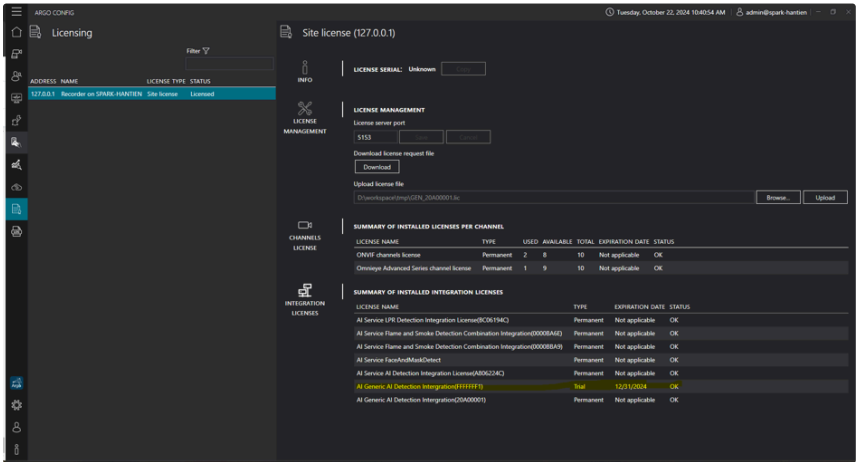 ARGO CONFIG
Tuesday, October 22, 2024 10:40:54 AM
admin@spark-hantien
Licensing
Filter
ADDRESS NAME LICENSE TYPE STATUS
127.0.0.1 Recorder on SPARK-HANTIEN Site license Licensed
Site license (127.0.0.1)
INFO
LICENSE SERIAL: Unknown Copy
LICENSE MANAGEMENT
LICENSE MANAGEMENT
License server port
5153 Save Cancel
Download license request file
Download
Upload license file
D:\workspace\tmp\GEN_20A00001.lic Browse... Upload
CHANNELS LICENSE
SUMMARY OF INSTALLED LICENSES PER CHANNEL
LICENSE NAME TYPE USED AVAILABLE TOTAL EXPIRATION DATE STATUS
ONVIF channels license Permanent 2 8 10 Not applicable OK
Omnieye Advanced Series channel license Permanent 1 9 10 Not applicable OK
INTEGRATION LICENSES
SUMMARY OF INSTALLED INTEGRATION LICENSES
LICENSE NAME TYPE EXPIRATION DATE STATUS
AI Service LPR Detection Integration License(BC06194C) Permanent Not applicable OK
AI Service Flame and Smoke Detection Combination Integration(00008A6E) Permanent Not applicable OK
AI Service Flame and Smoke Detection Combination Integration(00008BA9) Permanent Not applicable OK
AI Service FaceAndMaskDetect Permanent Not applicable OK
AI Service AI Detection Integration License(A806224C) Permanent Not applicable OK
AI Generic AI Detection Intergration(FFFFFFF1) Trial 12/31/2024 OK
AI Generic AI Detection Intergration(20A00001) Permanent Not applicable OK